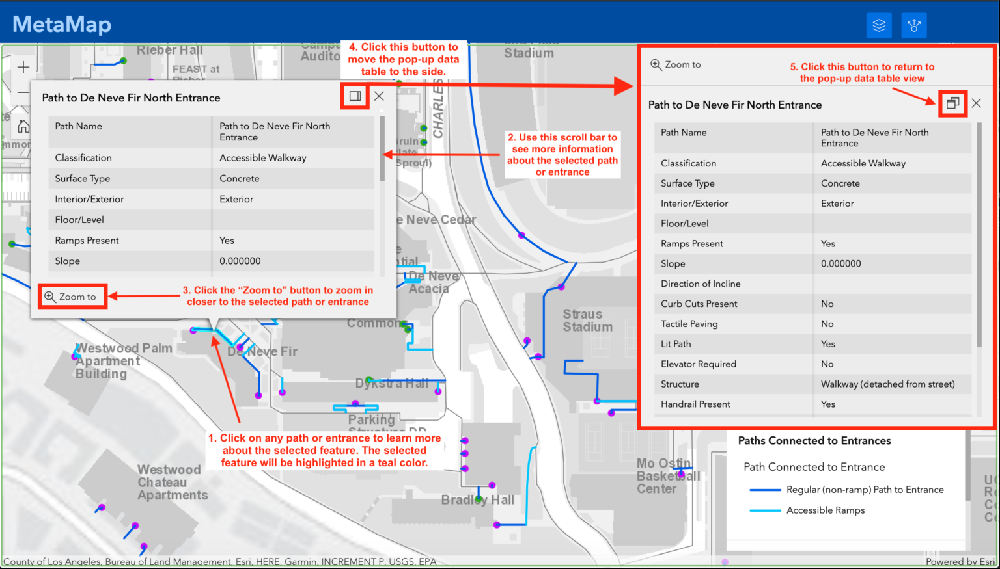 MetaMap
Rieber Hall
FEAST at
Rieber
Audito
Stadium
4. Click this button to
move the pop-up data
table to the side.
Path to De Neve Fir North Entrance
Path Name Path to De Neve Fir North
Entrance
Classification Accessible Walkway
Surface Type Concrete
Interior/Exterior Exterior
Floor/Level
Ramps Present Yes
Slope 0.000000
Zoom to
3. Click the “Zoom to” button to zoom in
closer to the selected path or entrance
CHARLES
Sproul)
2. Use this scroll bar to
see more information
about the selected path
or entrance
e Neve Cedar
De Neve
Acacia
Common
Straus
Stadium
Westwood Palm
Apartment
Building
De Neve Fir
Dykstra Hall
Parking
1. Click on any path or entrance to learn more
about the selected feature. The selected
feature will be highlighted in a teal color.
Westwood
Chateau
Apartments
Bradley Hall
Mo Ostin
Basketball
Center
Zoom to
5. Click this button to return to
the pop-up data table view
Path to De Neve Fir North Entrance
Path Name Path to De Neve Fir North
Entrance
Classification Accessible Walkway
Surface Type Concrete
Interior/Exterior Exterior
Floor/Level
Ramps Present Yes
Slope 0.000000
Direction of Incline
Curb Cuts Present No
Tactile Paving No
Lit Path Yes
Elevator Required No
Structure Walkway (detached from street)
Handrail Present Yes
Paths Connected to Entrances
Path Connected to Entrance
Regular (non-ramp) Path to Entrance
Accessible Ramps
County of Los Angeles, Bureau of Land Management, Esri, HERE, Garmin, INCREMENT P, USGS, EPA
Powered by Esri